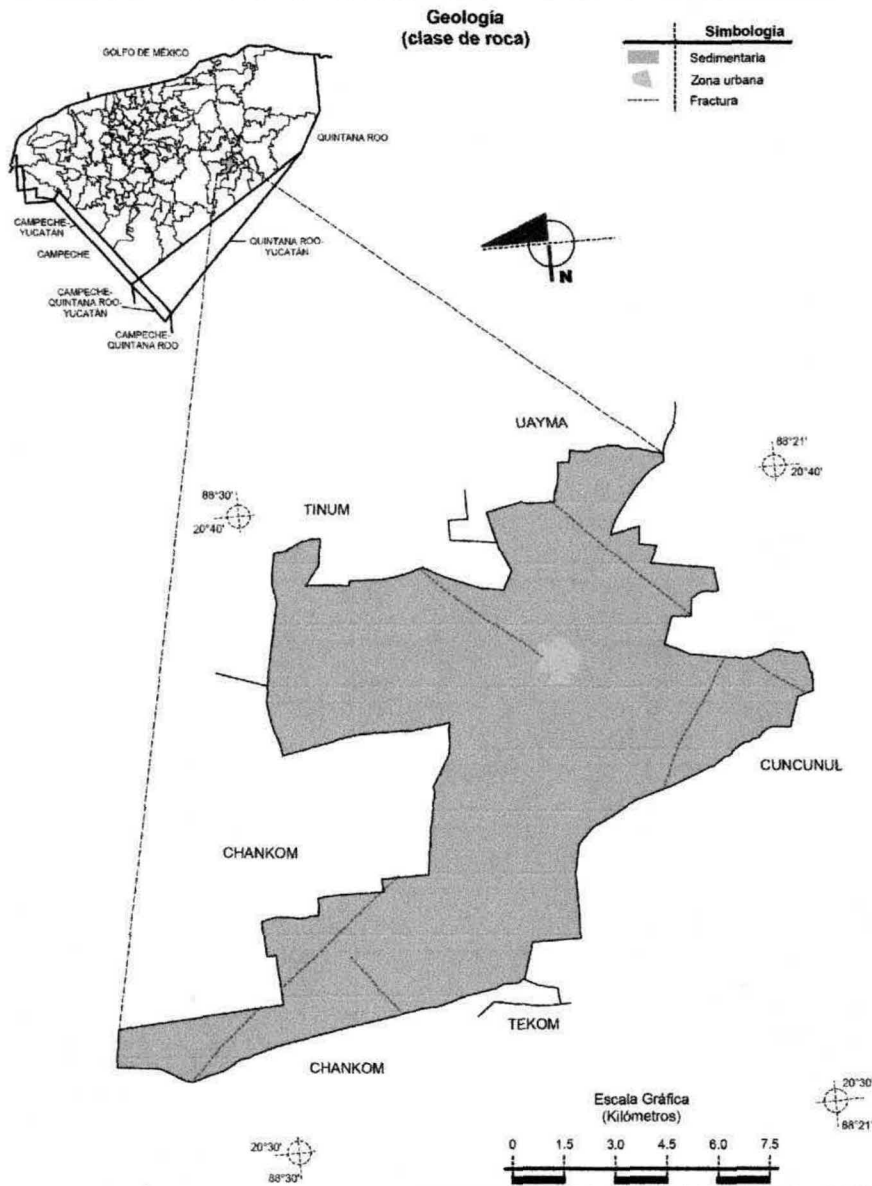 Geología
(clase de roca)
Simbología
Sedimentaria
Zona urbana
Fractura
GOLFO DE MÉXICO
QUINTANA ROO
CAMPECHE-
YUCATÁN
CAMPECHE
QUINTANA ROO-
YUCATÁN
CAMPECHE-
QUINTANA ROO-
YUCATÁN
CAMPECHE-
QUINTANA ROO
N
UAYMA
88°21'
20°40'
88°30'
20°40'
TINUM
CUNCUNUL
CHANKOM
TEKOM
CHANKOM
20°30'
88°21'
Escala Gráfica
(Kilómetros)
0 1.5 3.0 4.5 6.0 7.5
20°30'
88°30'